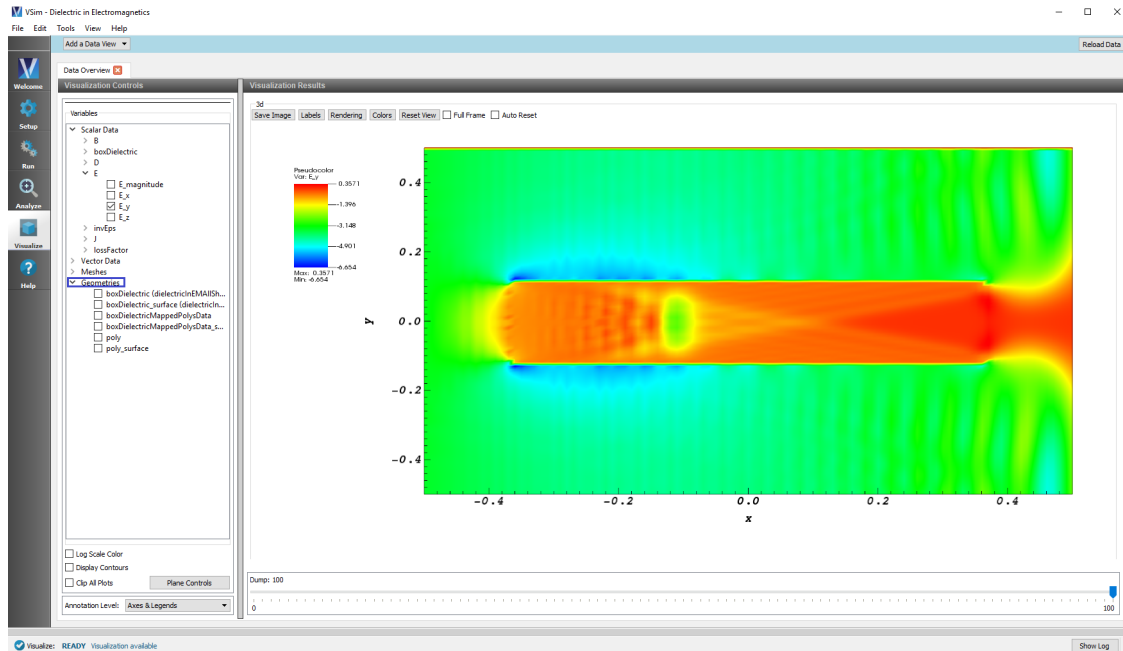 VSim - Dielectric in Electromagnetics
File Edit Tools View Help
Add a Data View
Reload Data
Welcome
Setup
Run
Analyze
Visualize
Help
Data Overview
Visualization Controls
Variables
Scalar Data
B
boxDielectric
D
E
E_magnitude
E_x
E_y
E_z
invEps
J
lossFactor
Vector Data
Meshes
Geometries
boxDielectric (dielectricInEMAllSh...
boxDielectric_surface (dielectricIn...
boxDielectricMappedPolysData
boxDielectricMappedPolysData_s...
poly
poly_surface
Log Scale Color
Display Contours
Clip All Plots Plane Controls
Annotation Level: Axes & Legends
Visualization Results
3d
Save Image Labels Rendering Colors Reset View Full Frame Auto Reset
Pseudocolor
Var: E_y
0.3571
-1.396
-3.148
-4.901
-6.654
Max: 0.3571
Min: -6.654
0.4
0.2
0.0
-0.2
-0.4
y
-0.4 -0.2 0.0 0.2 0.4
x
Dump: 100
0 100
Visualize: READY Visualization available
Show Log